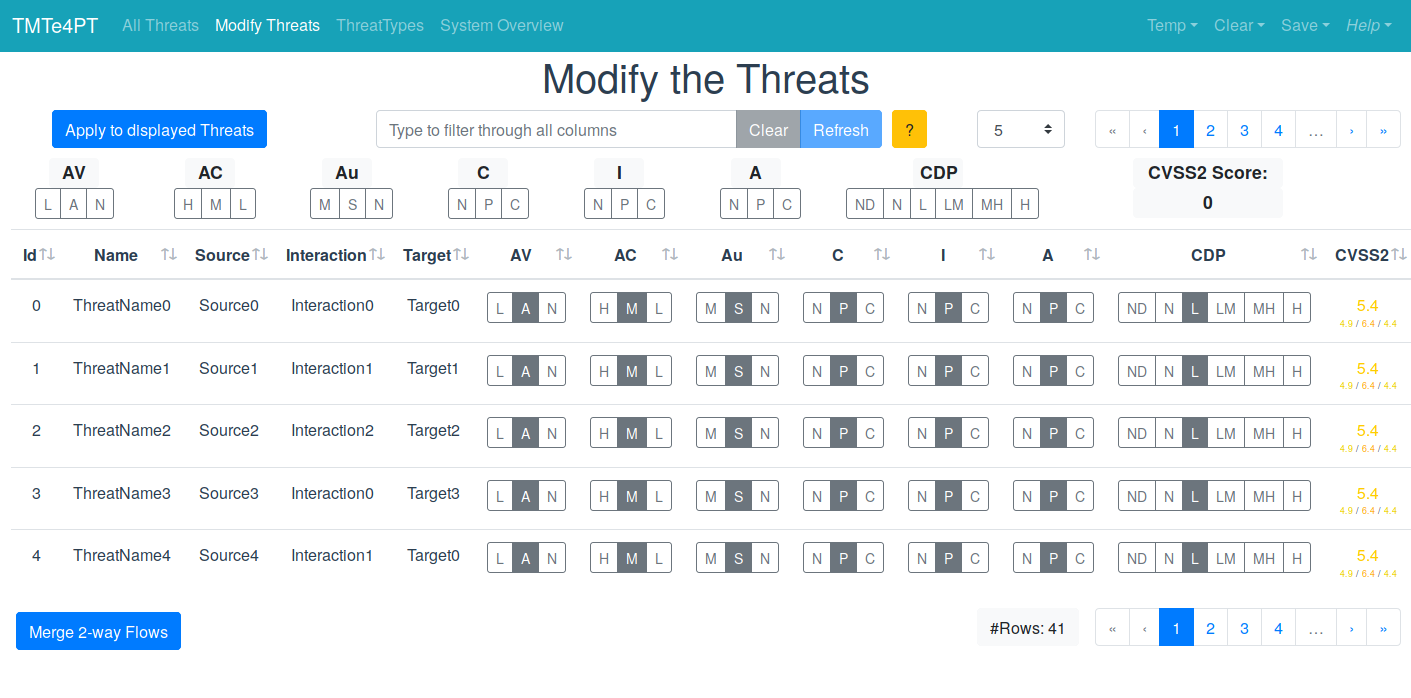 TMTe4PT All Threats Modify Threats ThreatTypes System Overview Temp Clear Save Help
Modify the Threats
Apply to displayed Threats Type to filter through all columns Clear Refresh ? 5 « ‹ 1 2 3 4 … › »
AV AC Au C I A CDP CVSS2 Score:
L A N H M L M S N N P C N P C N P C ND N L LM MH H 0
Id Name Source Interaction Target AV AC Au C I A CDP CVSS2
0 ThreatName0 Source0 Interaction0 Target0 L A N H M L M S N N P C N P C N P C ND N L LM MH H 5.4
4.9 / 6.4 / 4.4
1 ThreatName1 Source1 Interaction1 Target1 L A N H M L M S N N P C N P C N P C ND N L LM MH H 5.4
4.9 / 6.4 / 4.4
2 ThreatName2 Source2 Interaction2 Target2 L A N H M L M S N N P C N P C N P C ND N L LM MH H 5.4
4.9 / 6.4 / 4.4
3 ThreatName3 Source3 Interaction0 Target3 L A N H M L M S N N P C N P C N P C ND N L LM MH H 5.4
4.9 / 6.4 / 4.4
4 ThreatName4 Source4 Interaction1 Target0 L A N H M L M S N N P C N P C N P C ND N L LM MH H 5.4
4.9 / 6.4 / 4.4
Merge 2-way Flows #Rows: 41 « ‹ 1 2 3 4 … › »